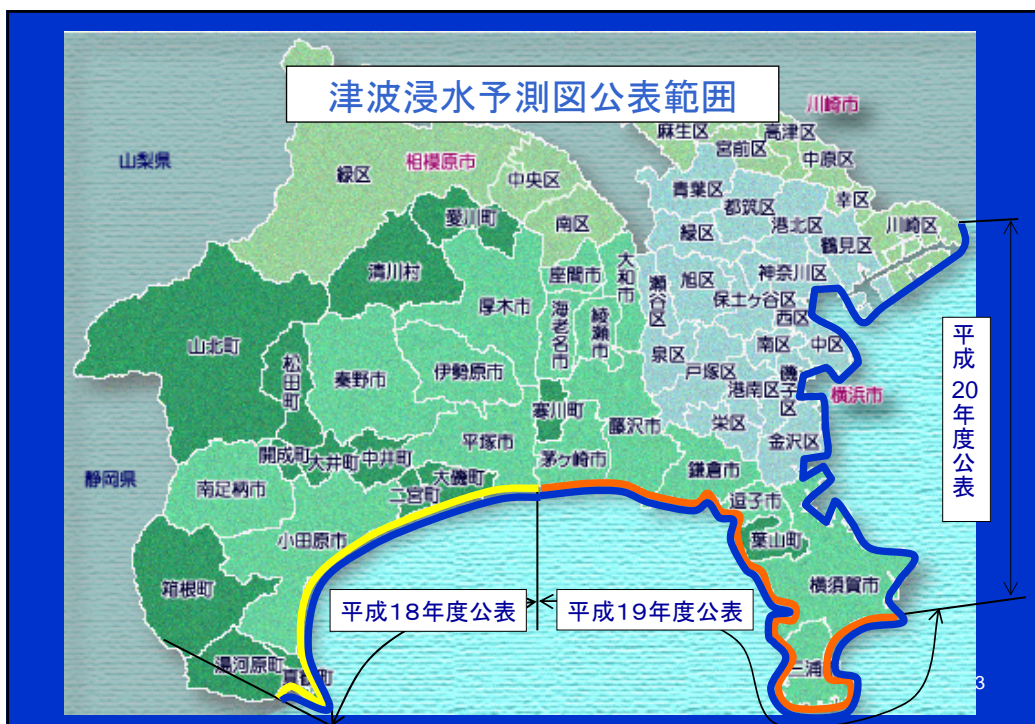 津波浸水予測図公表範囲
川崎市
麻生区
高津区
宮前区
中原区
山梨県
緑区
相模原市
中央区
青葉区
都筑区
幸区
愛川町
南区
緑区
港北区
川崎区
鶴見区
清川村
座間市
大和市
瀬谷区
旭区
神奈川区
厚木市
海老名市
綾瀬市
保土ヶ谷区
西区
山北町
松田町
秦野市
伊勢原市
泉区
戸塚区
南区
中区
港南区
磯子区
横浜市
平成20年度公表
寒川町
藤沢市
栄区
金沢区
開成町
大井町
中井町
平塚市
茅ヶ崎市
鎌倉市
静岡県
南足柄市
大磯町
二宮町
逗子市
小田原市
葉山町
箱根町
横須賀市
平成18年度公表
平成19年度公表
湯河原町
真鶴町
三浦
3